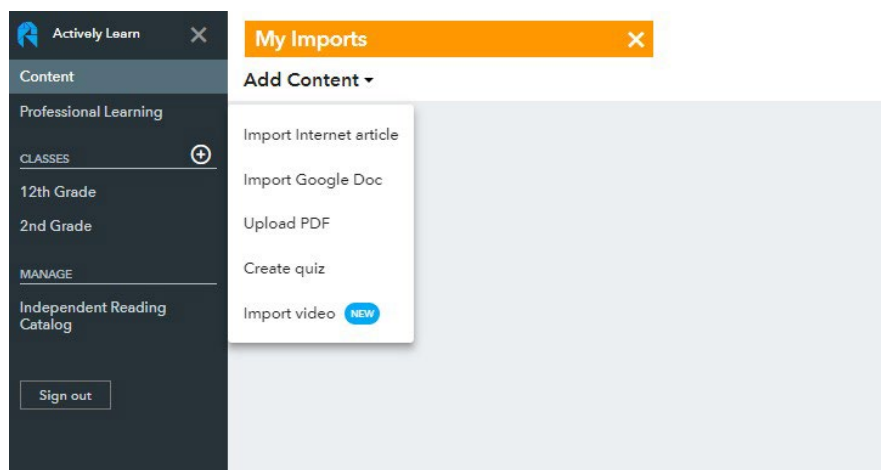 Actively Learn
Content
Professional Learning
CLASSES
12th Grade
2nd Grade
MANAGE
Independent Reading
Catalog
Sign out
My Imports
Add Content
Import Internet article
Import Google Doc
Upload PDF
Create quiz
Import video NEW